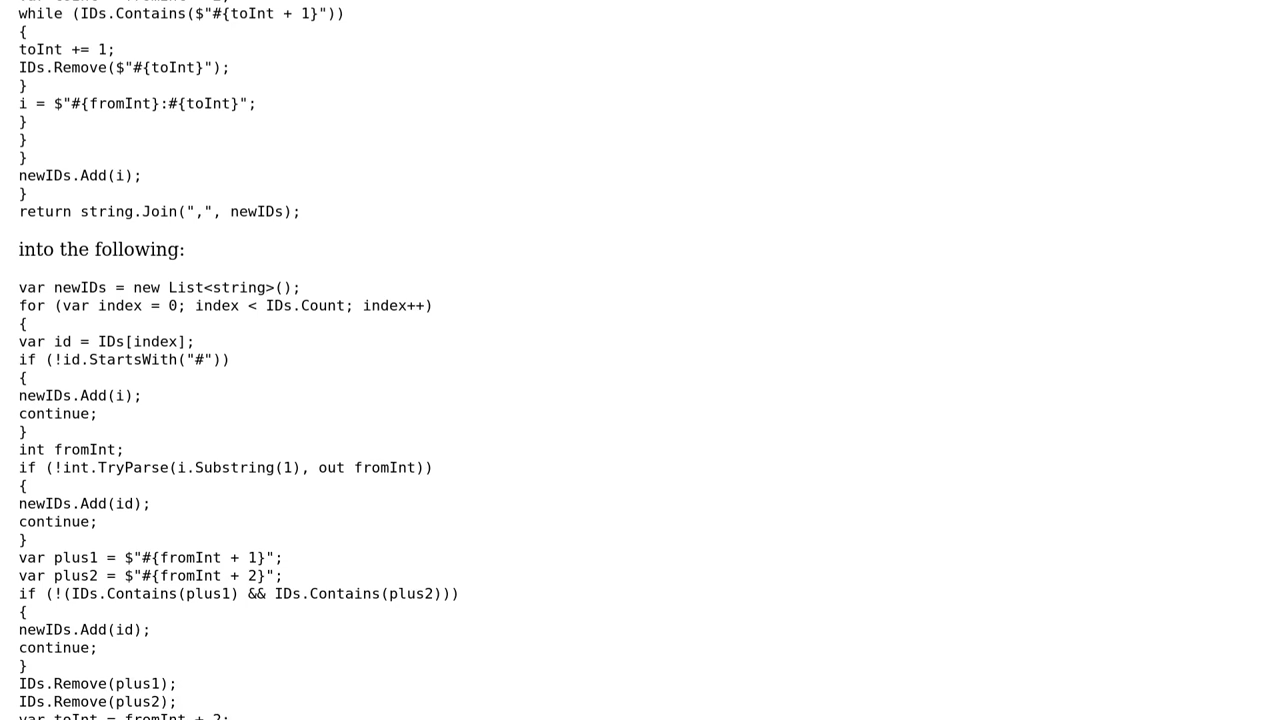 while (IDs.Contains($"#{toInt + 1}"))
{
toInt += 1;
IDs.Remove($"#{toInt}");
}
i = $"#{fromInt}:#{toInt}";
}
}
}
newIDs.Add(i);
}
return string.Join(",", newIDs);
into the following:
var newIDs = new List<string>();
for (var index = 0; index < IDs.Count; index++)
{
var id = IDs[index];
if (!id.StartsWith("#"))
{
newIDs.Add(i);
continue;
}
int fromInt;
if (!int.TryParse(i.Substring(1), out fromInt))
{
newIDs.Add(id);
continue;
}
var plus1 = $"#{fromInt + 1}";
var plus2 = $"#{fromInt + 2}";
if (!(IDs.Contains(plus1) && IDs.Contains(plus2)))
{
newIDs.Add(id);
continue;
}
IDs.Remove(plus1);
IDs.Remove(plus2);
var toInt = fromInt + 2;